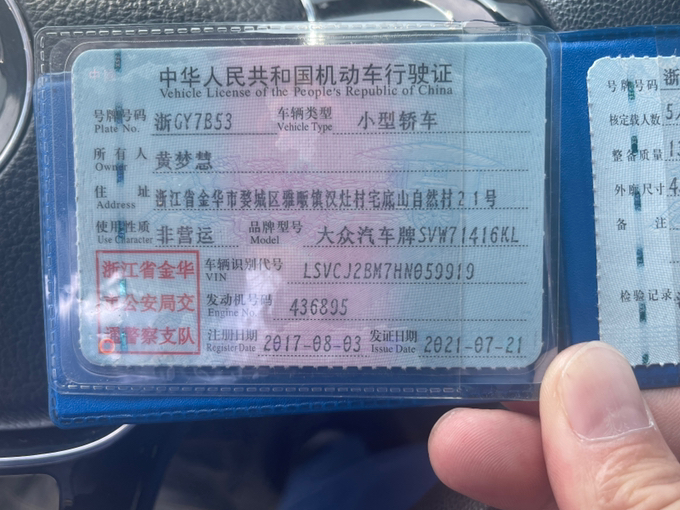 中华人民共和国机动车行驶证
Vehicle License of the People's Republic of China
号牌号码 浙GY7B53 车辆类型 小型轿车
Plate No. Vehicle Type
所有人 黄梦慧
Owner
住址 浙江省金华市婺城区雅畈镇汉灶村宅底山自然村21号
Address
使用性质 非营运 品牌型号 大众汽车牌SVW71416KL
Use Character Model
浙江省金华
市公安局交
通警察支队
车辆识别代号 LSVCJ2BM7HN059919
VIN
发动机号码 436895
Engine No.
注册日期 2017-08-03 发证日期 2021-07-21
Register Date Issue Date
号牌号码 浙
核定载人数 5
整备质量 13
外廓尺寸 4
备注
检验记录